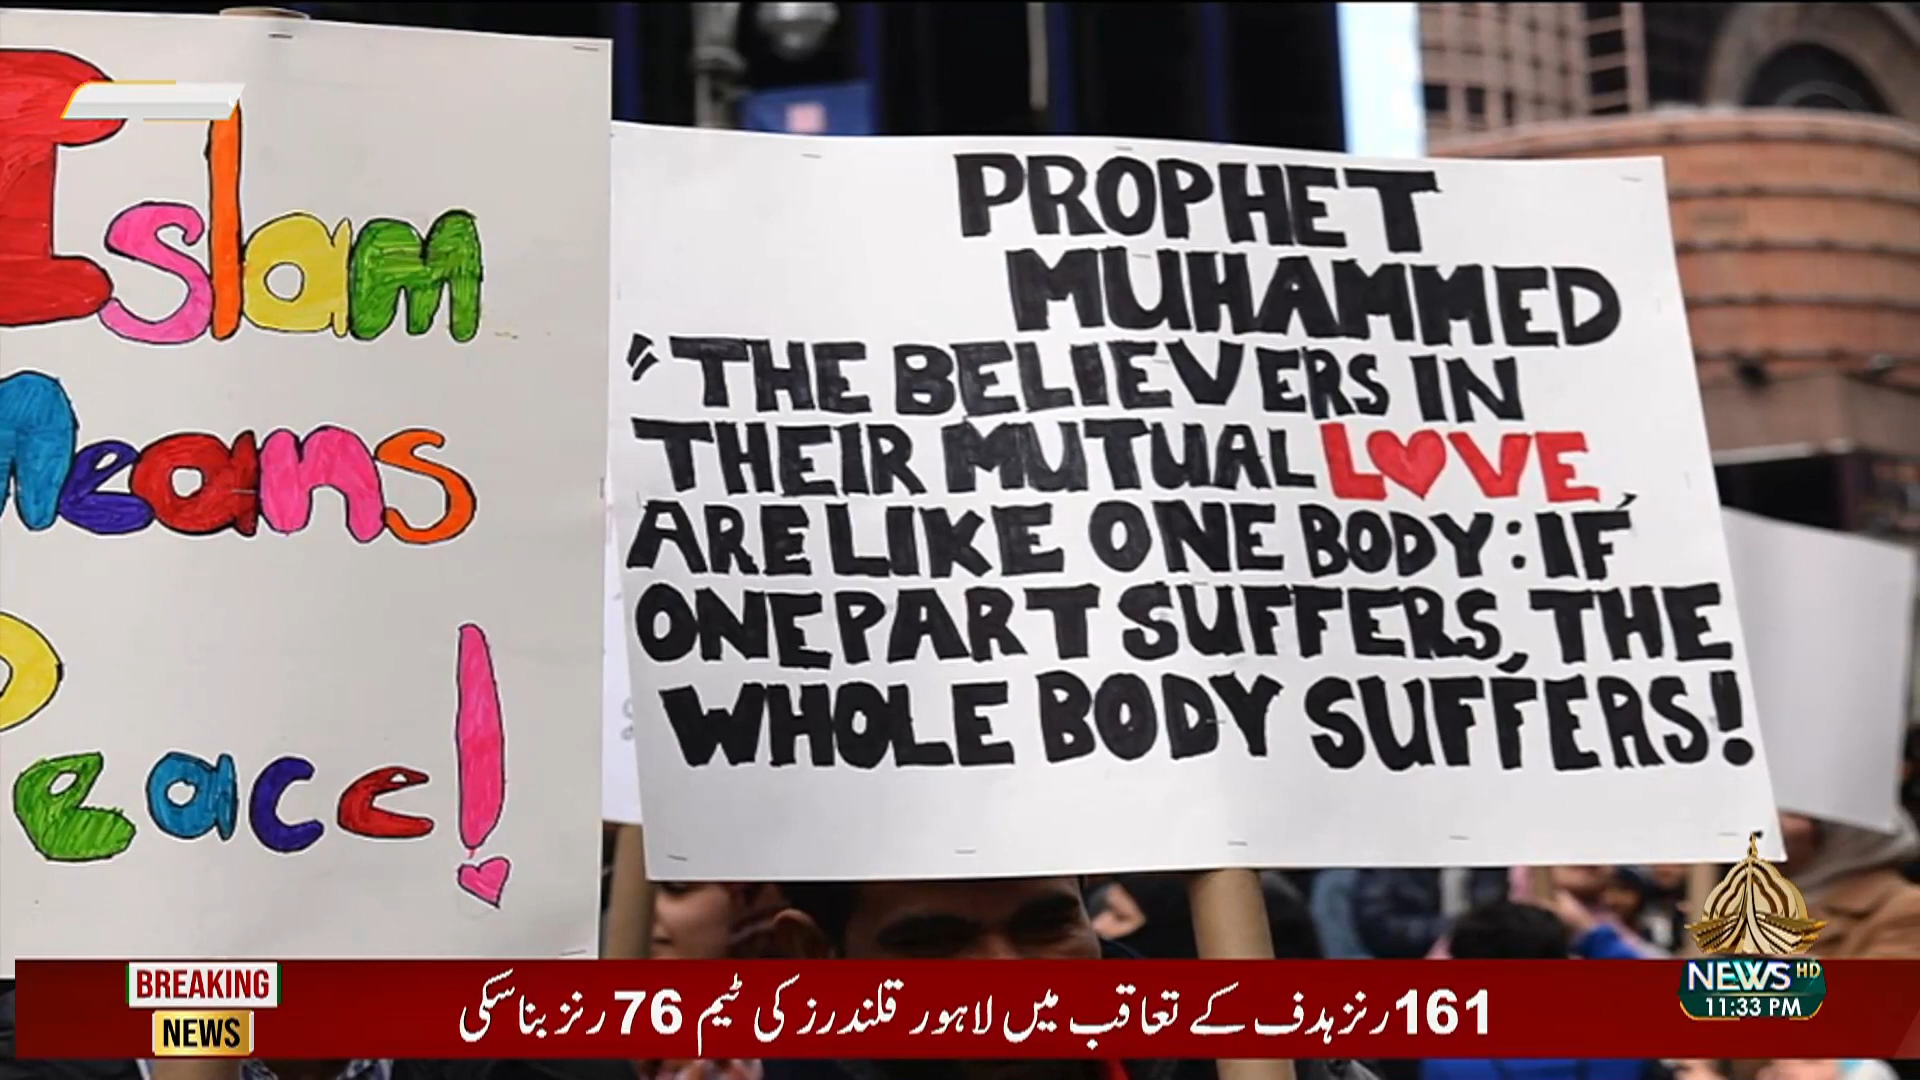 Islam
Means
Peace!
PROPHET
MUHAMMED
"THE BELIEVERS IN
THEIR MUTUAL LOVE,
ARE LIKE ONE BODY: IF
ONE PART SUFFERS, THE
WHOLE BODY SUFFERS!
BREAKING
NEWS
161 رنز ہدف کے تعاقب میں لاہور قلندرز کی ٹیم 76 رنز بنا سکی
NEWS HD
11:33 PM